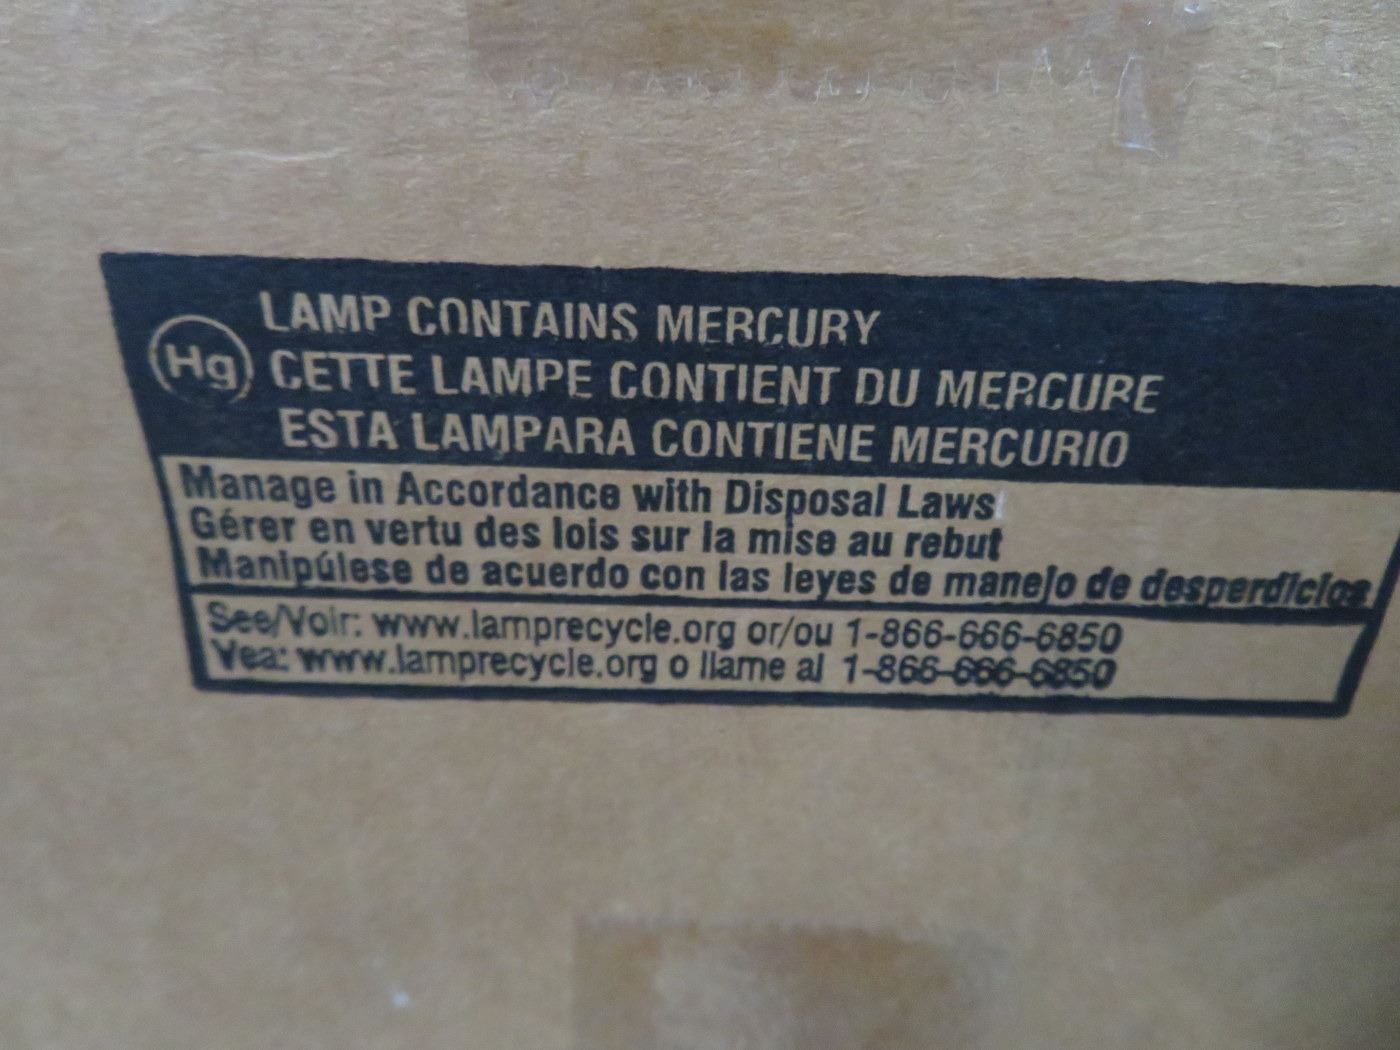 Hg
LAMP CONTAINS MERCURY
CETTE LAMPE CONTIENT DU MERCURE
ESTA LAMPARA CONTIENE MERCURIO
Manage in Accordance with Disposal Laws
Gérer en vertu des lois sur la mise au rebut
Manipúlese de acuerdo con las leyes de manejo de desperdicios
See/Voir: www.lamprecycle.org or/ou 1-866-666-6850
Vea: www.lamprecycle.org o llame al 1-866-666-6850